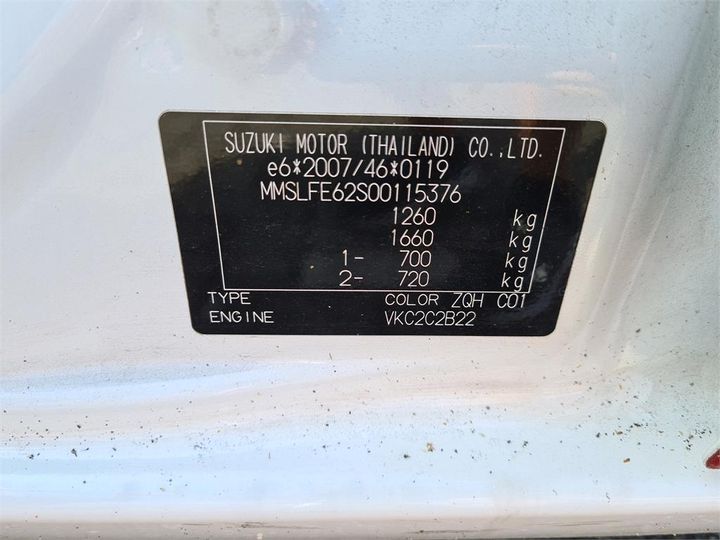 SUZUKI MOTOR (THAILAND) CO.,LTD.
e6*2007/46*0119
MMSLFE62S00115376
1260 kg
1660 kg
1- 700 kg
2- 720 kg
TYPE COLOR ZQH C01
ENGINE VKC2C2B22